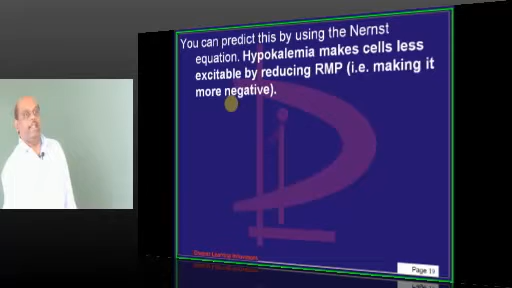 You can predict this by using the Nernst
equation. Hypokalemia makes cells less
excitable by reducing RMP (i.e. making it
more negative).
Page 19